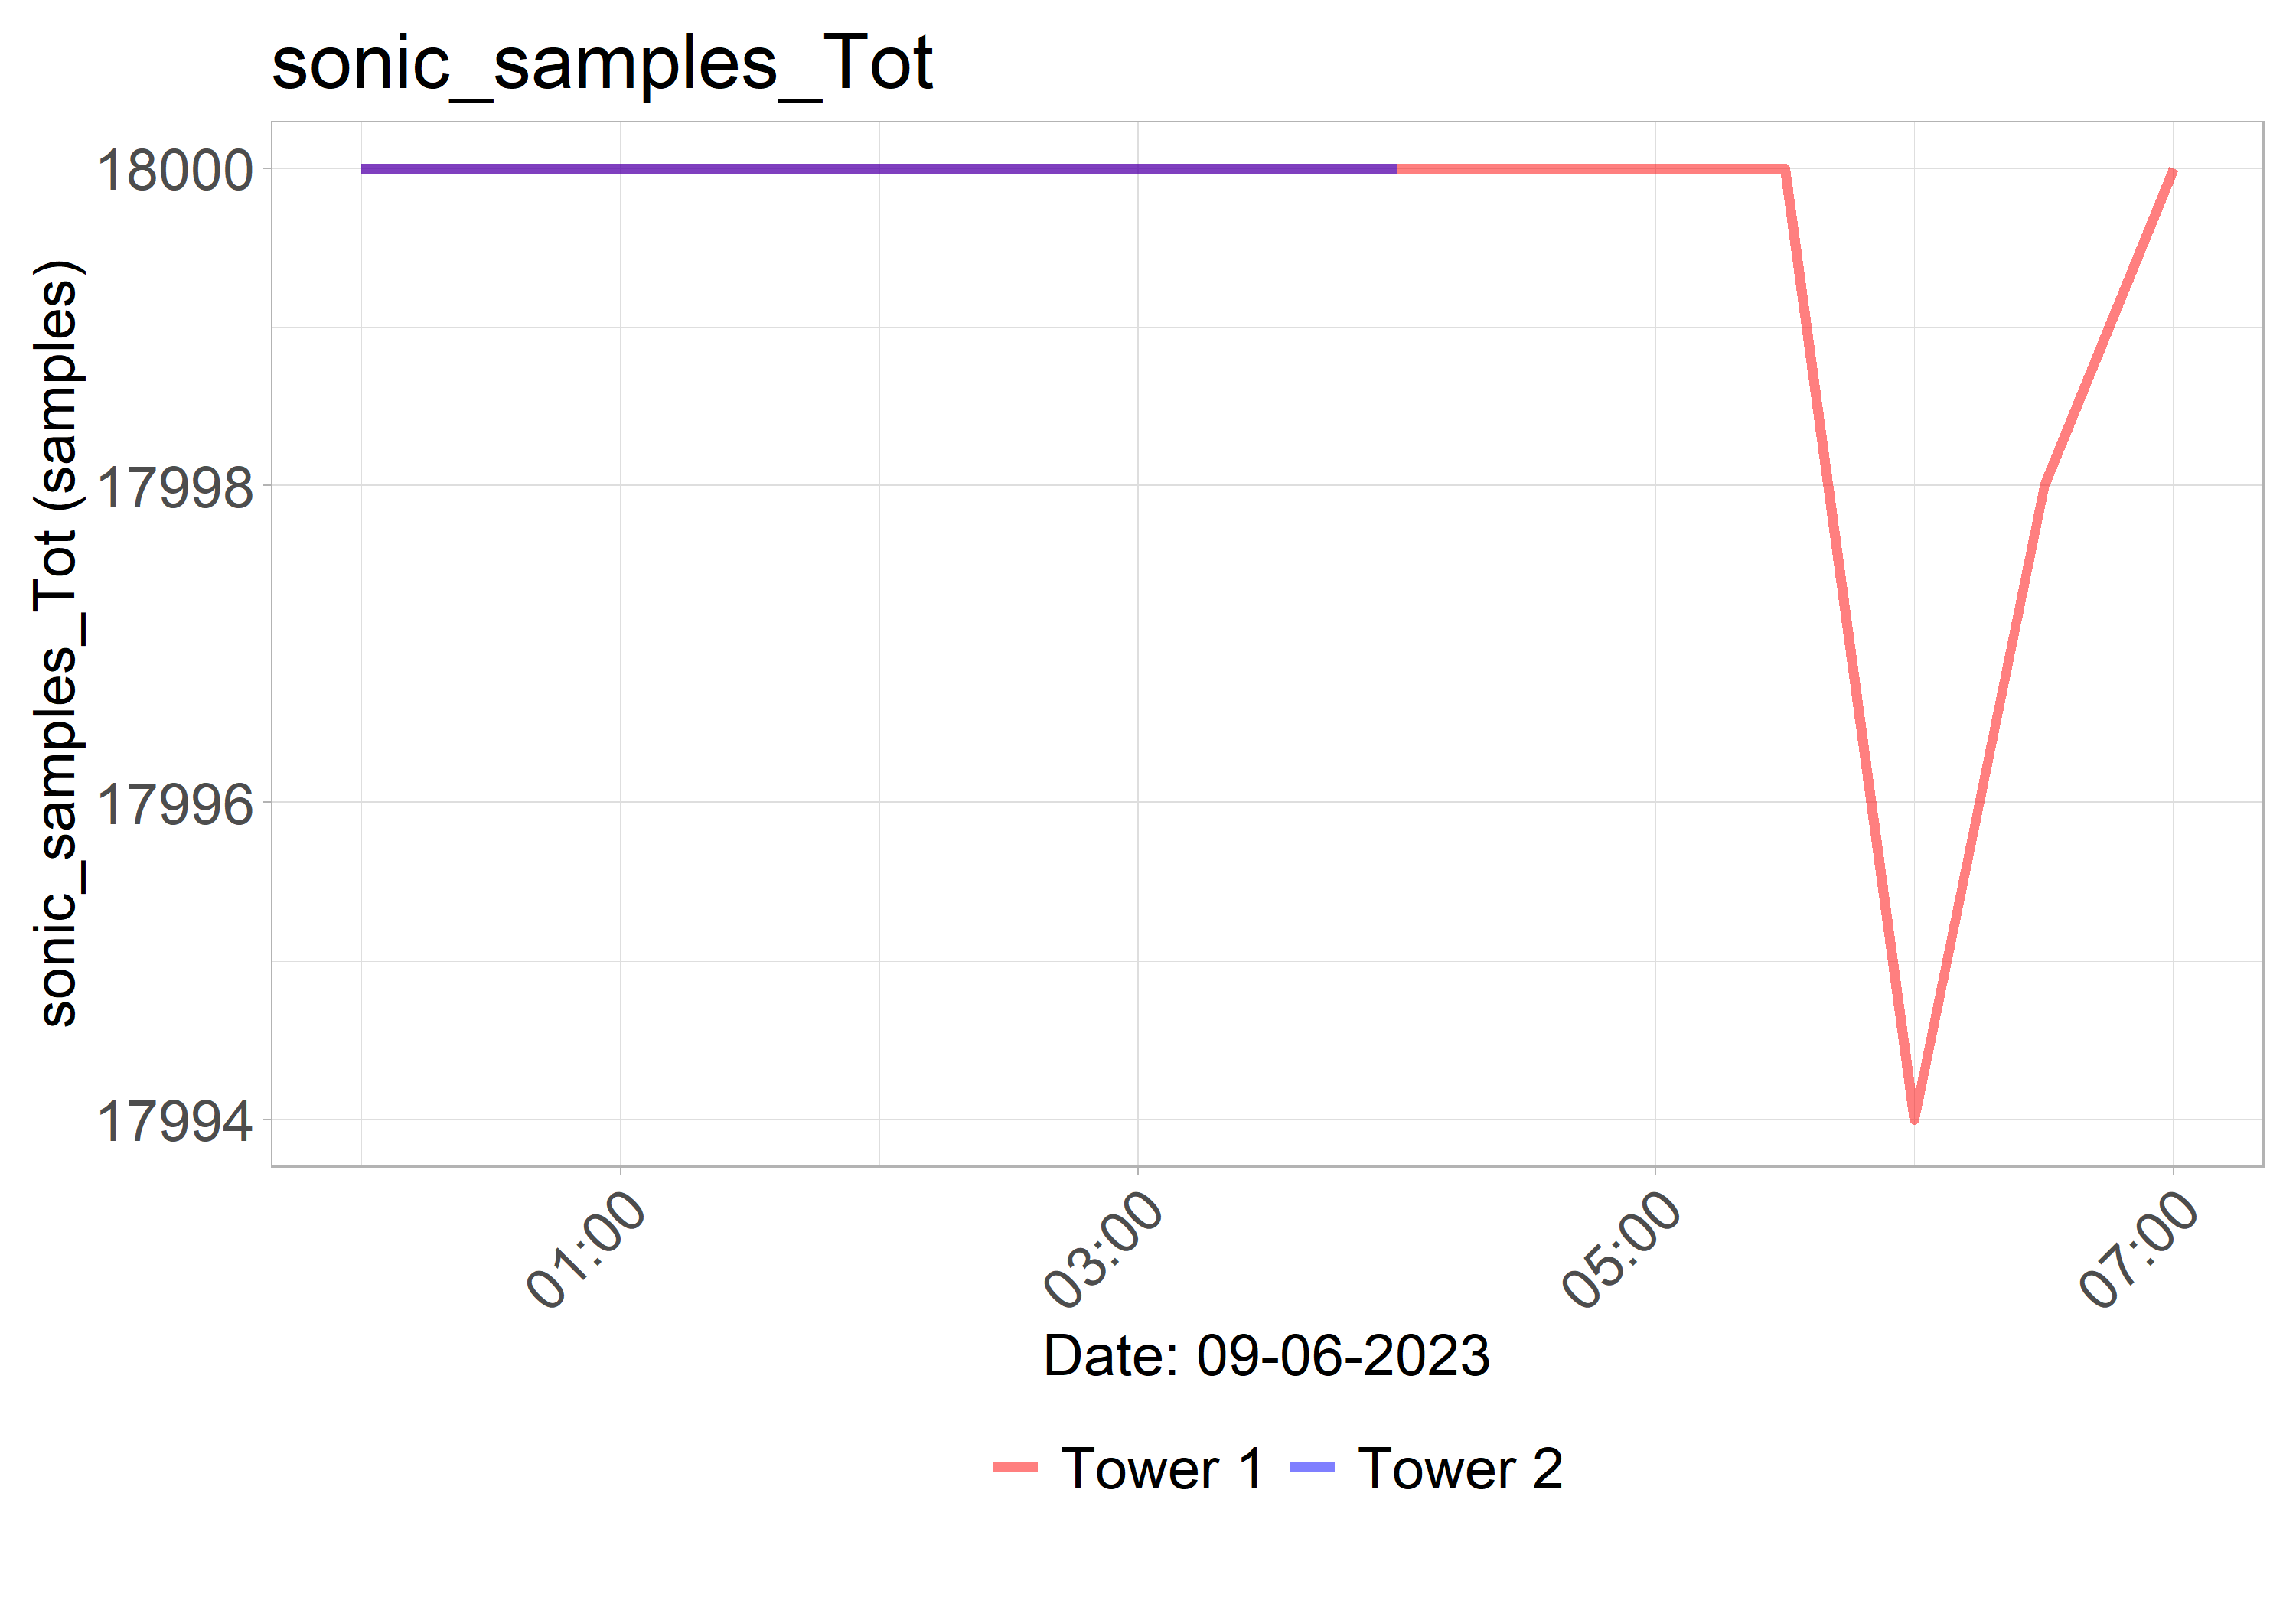 sonic_samples_Tot
sonic_samples_Tot (samples)
18000
17998
17996
17994
01:00
03:00
05:00
07:00
Date: 09-06-2023
Tower 1
Tower 2